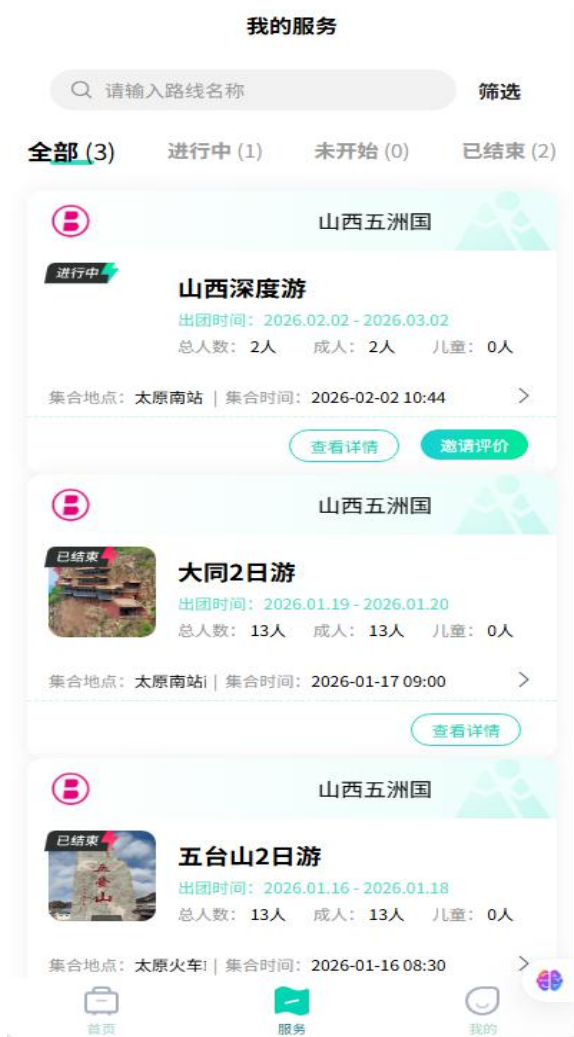 我的服务
请输入路线名称 筛选
全部 (3) 进行中 (1) 未开始 (0) 已结束 (2)
山西五洲国
进行中
山西深度游
出团时间：2026.02.02 - 2026.03.02
总人数：2人 成人：2人 儿童：0人
集合地点：太原南站 | 集合时间：2026-02-02 10:44
查看详情 邀请评价
山西五洲国
已结束
大同2日游
出团时间：2026.01.19 - 2026.01.20
总人数：13人 成人：13人 儿童：0人
集合地点：太原南站 | 集合时间：2026-01-17 09:00
查看详情
山西五洲国
已结束
五台山
五台山2日游
出团时间：2026.01.16 - 2026.01.18
总人数：13人 成人：13人 儿童：0人
集合地点：太原火车 | 集合时间：2026-01-16 08:30
首页 服务 我的